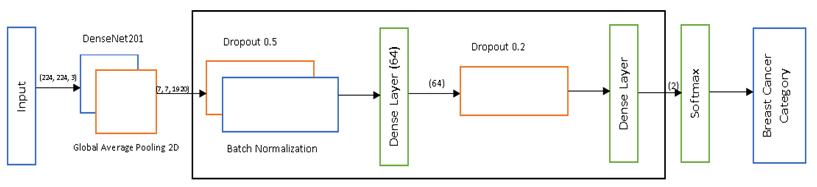 Input
(224, 224, 3)
DenseNet201
Global Average Pooling 2D
(7, 7, 1920)
Dropout 0.5
Batch Normalization
Dense Layer (64)
(64)
Dropout 0.2
Dense Layer
(2)
Softmax
Breast Cancer
Category